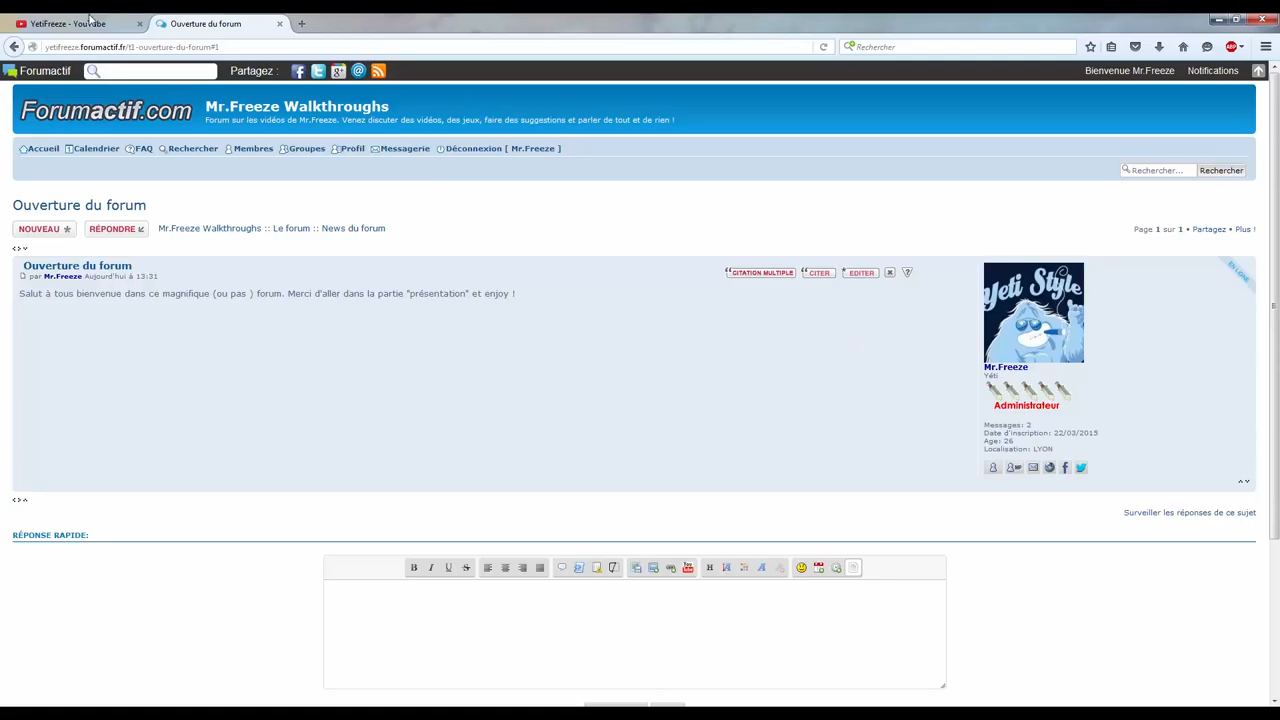 YetiFreeze - YouTube
Ouverture du forum
yetifreeze.forumactif.fr/t1-ouverture-du-forum#1
Rechercher
ABP
Forumactif
Partagez :
Bienvenue Mr.Freeze
Notifications
Forumactif.com
Mr.Freeze Walkthroughs
Forum sur les vidéos de Mr.Freeze. Venez discuter des vidéos, des jeux, faire des suggestions et parler de tout et de rien !
Accueil Calendrier FAQ Rechercher Membres Groupes Profil Messagerie Déconnexion [ Mr.Freeze ]
Rechercher... Rechercher
Ouverture du forum
NOUVEAU RÉPONDRE Mr.Freeze Walkthroughs :: Le forum :: News du forum
Page 1 sur 1 • Partagez • Plus !
Ouverture du forum
par Mr.Freeze Aujourd'hui à 13:31
CITATION MULTIPLE CITER EDITER
Salut à tous bienvenue dans ce magnifique (ou pas ) forum. Merci d'aller dans la partie "présentation" et enjoy !
EN LIGNE
Yeti Style
Mr.Freeze
Yéti
Administrateur
Messages: 2
Date d'inscription: 22/03/2015
Age: 26
Localisation: LYON
Surveiller les réponses de ce sujet
RÉPONSE RAPIDE: